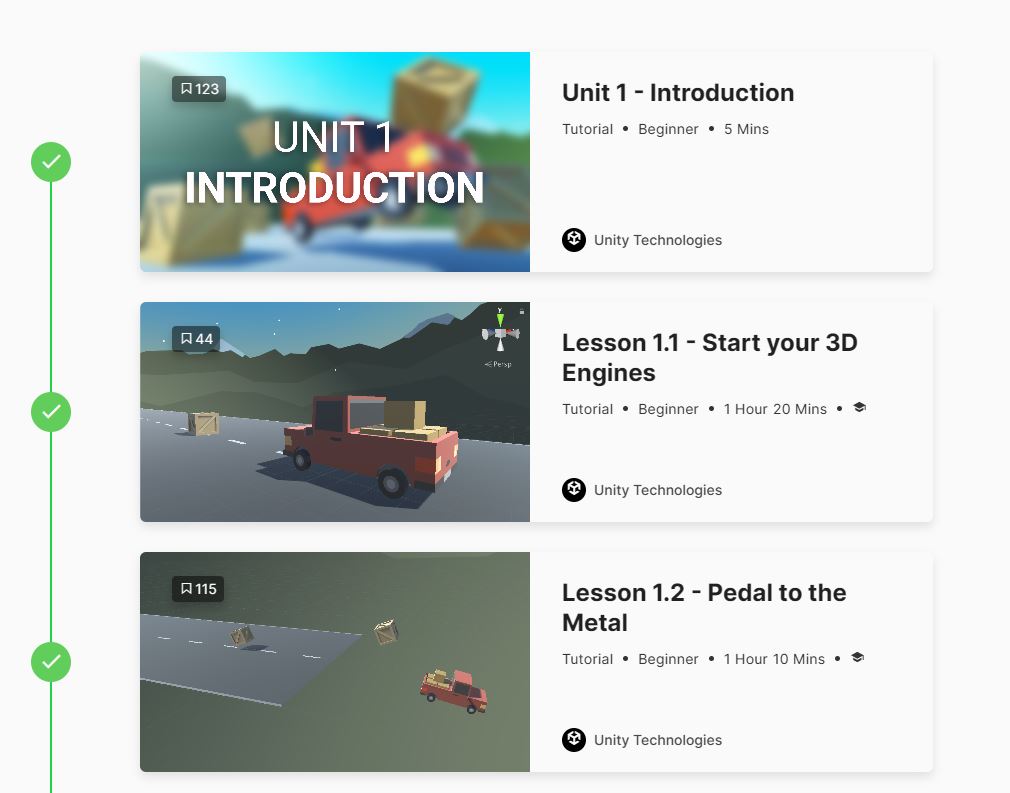 123
UNIT 1
INTRODUCTION
Unit 1 - Introduction
Tutorial • Beginner • 5 Mins
Unity Technologies
44
Y
Persp
Lesson 1.1 - Start your 3D
Engines
Tutorial • Beginner • 1 Hour 20 Mins •
Unity Technologies
115
Lesson 1.2 - Pedal to the
Metal
Tutorial • Beginner • 1 Hour 10 Mins •
Unity Technologies